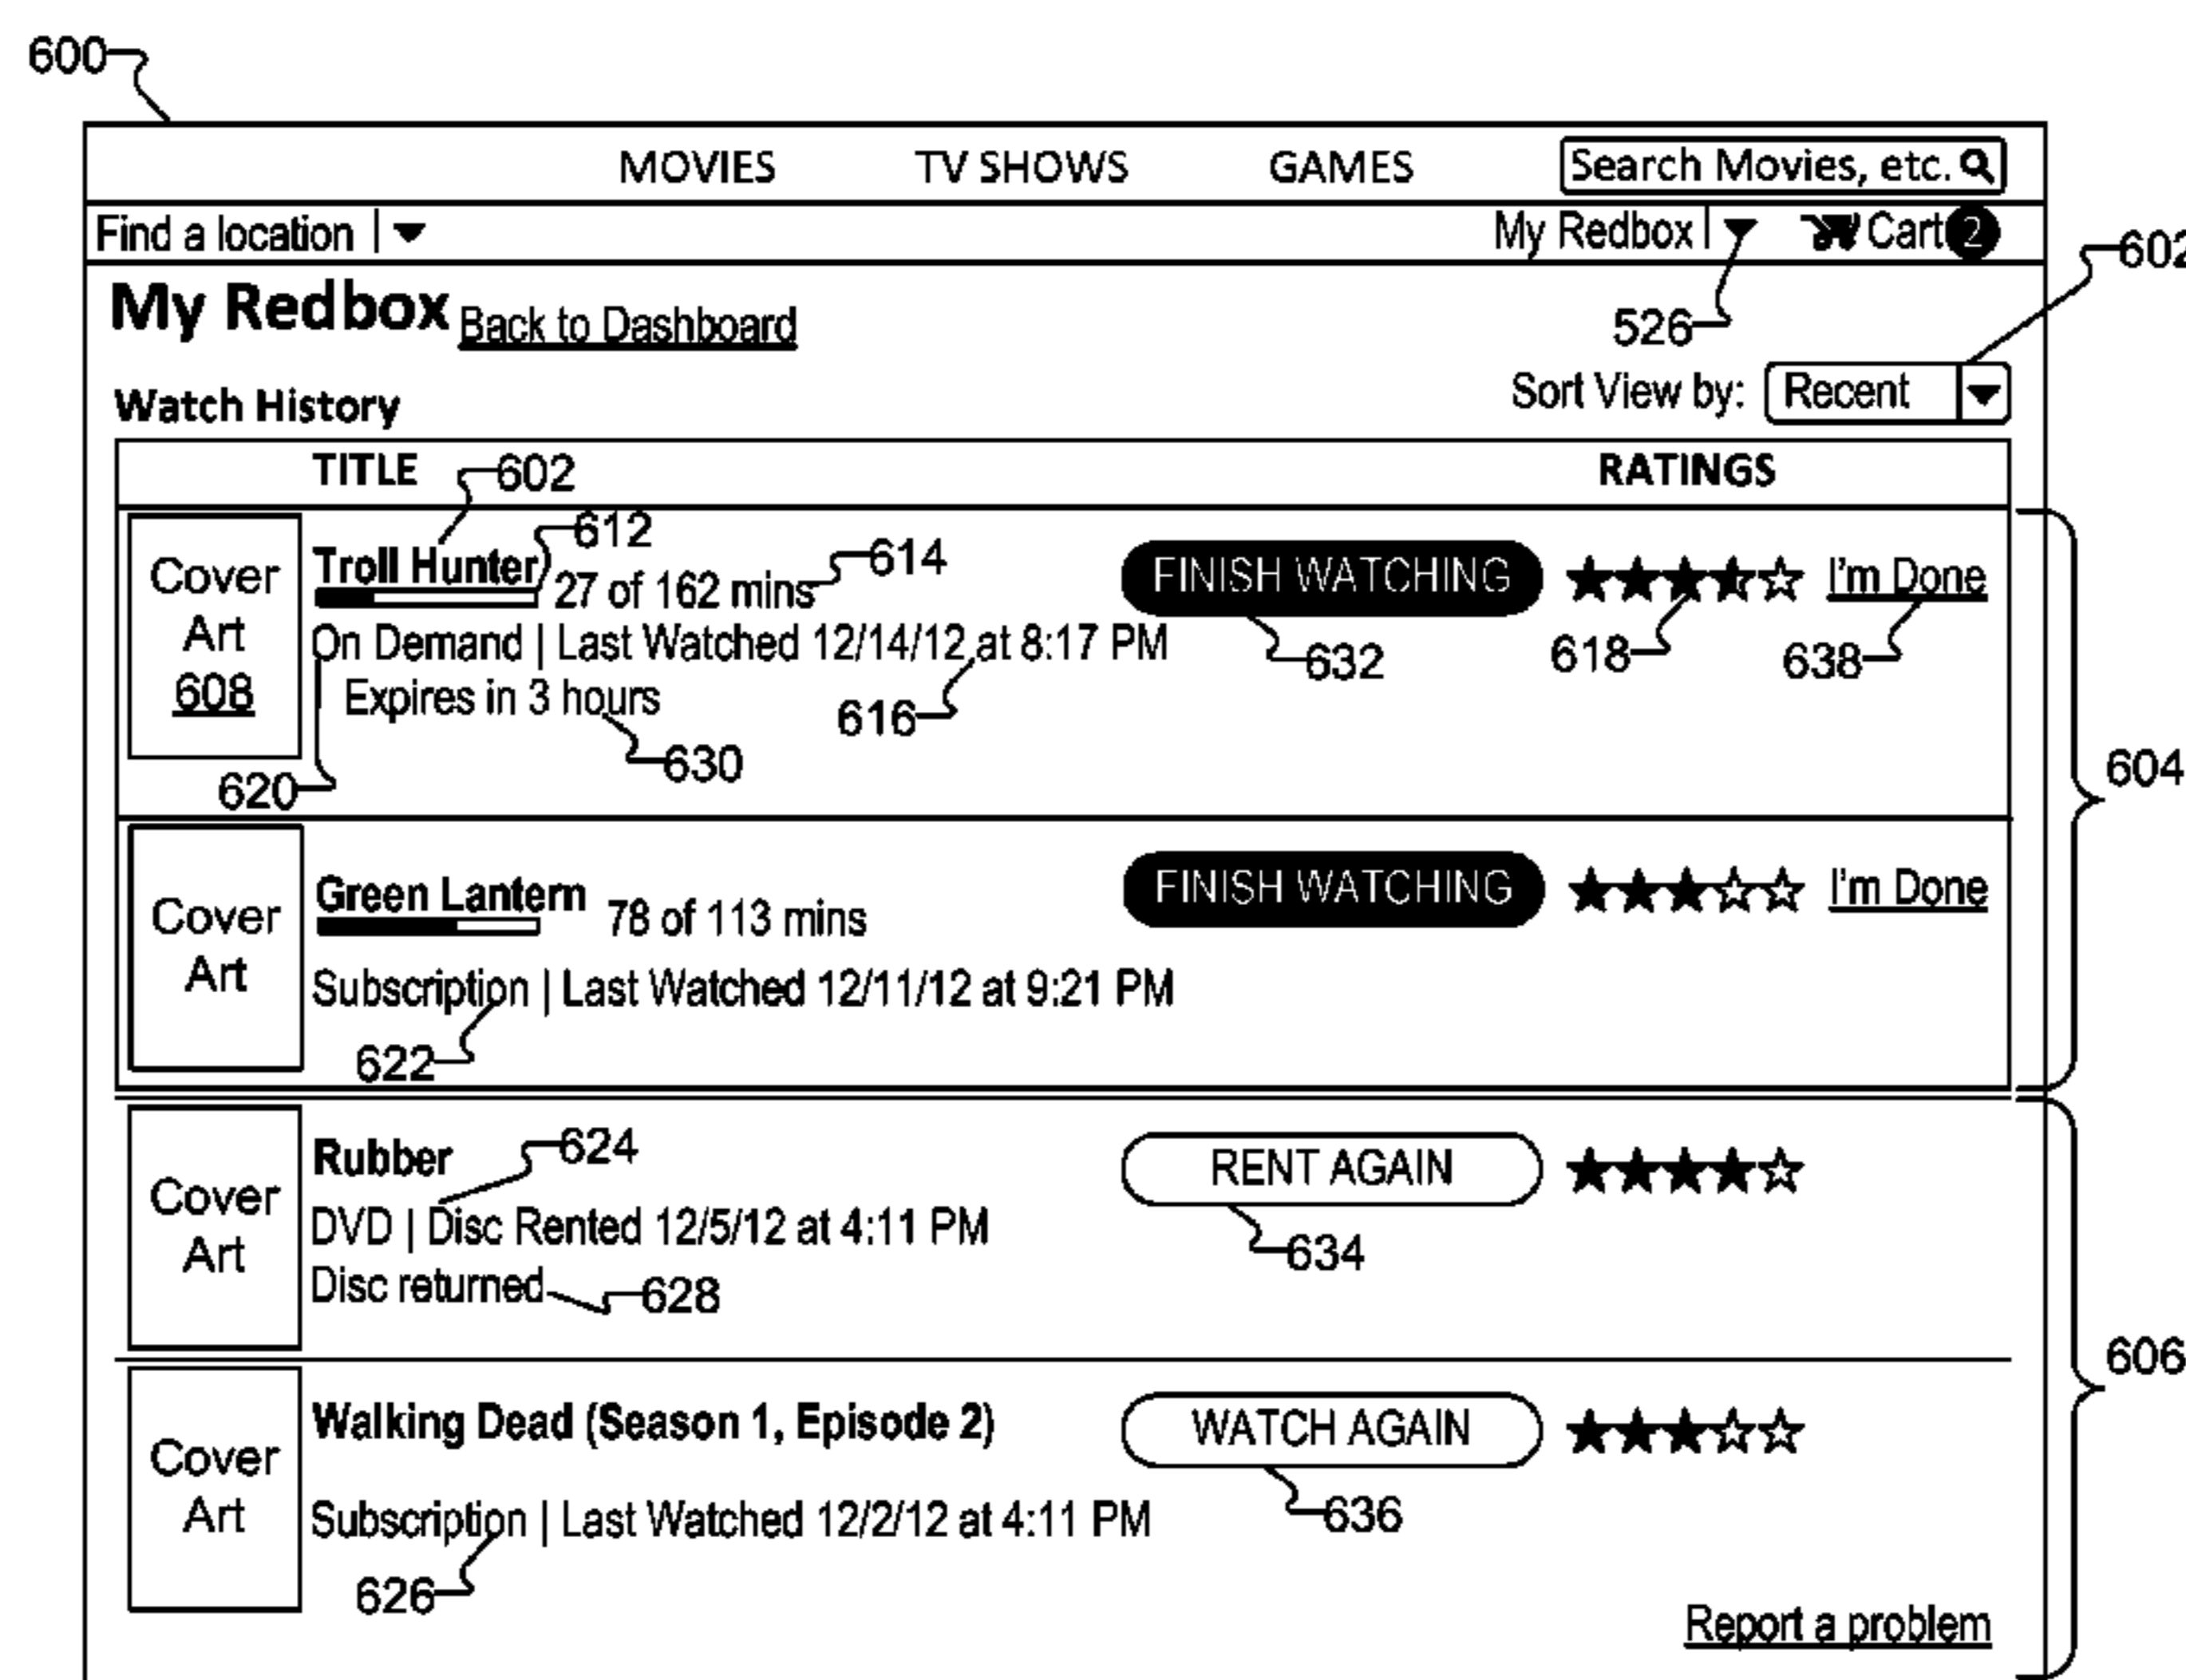 600
MOVIES TV SHOWS GAMES Search Movies, etc.
Find a location My Redbox Cart 2
602
My Redbox Back to Dashboard
526
Watch History Sort View by: Recent
TITLE 602 RATINGS
612
Troll Hunter 27 of 162 mins 614 FINISH WATCHING I'm Done
On Demand | Last Watched 12/14/12 at 8:17 PM
632 618 638
Expires in 3 hours
616
630
Cover
Art
608
620
604
Green Lantern 78 of 113 mins FINISH WATCHING I'm Done
Cover
Art
Subscription | Last Watched 12/11/12 at 9:21 PM
622
Rubber 624 RENT AGAIN
Cover
Art
DVD | Disc Rented 12/5/12 at 4:11 PM
634
Disc returned 628
606
Walking Dead (Season 1, Episode 2) WATCH AGAIN
Cover
Art
Subscription | Last Watched 12/2/12 at 4:11 PM
636
626
Report a problem